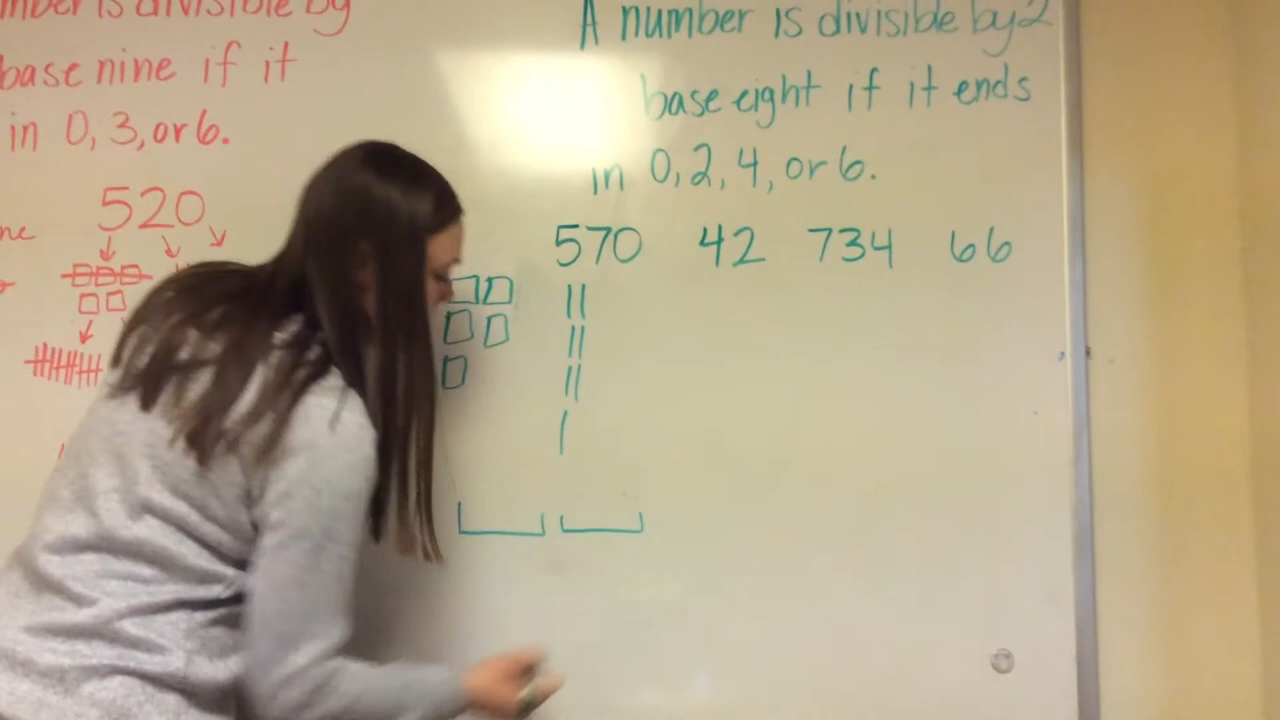 mber is divisible by
base nine if it
in 0, 3, or 6.
520
A number is divisible by 2
base eight if it ends
in 0, 2, 4, or 6.
570 42 734 66